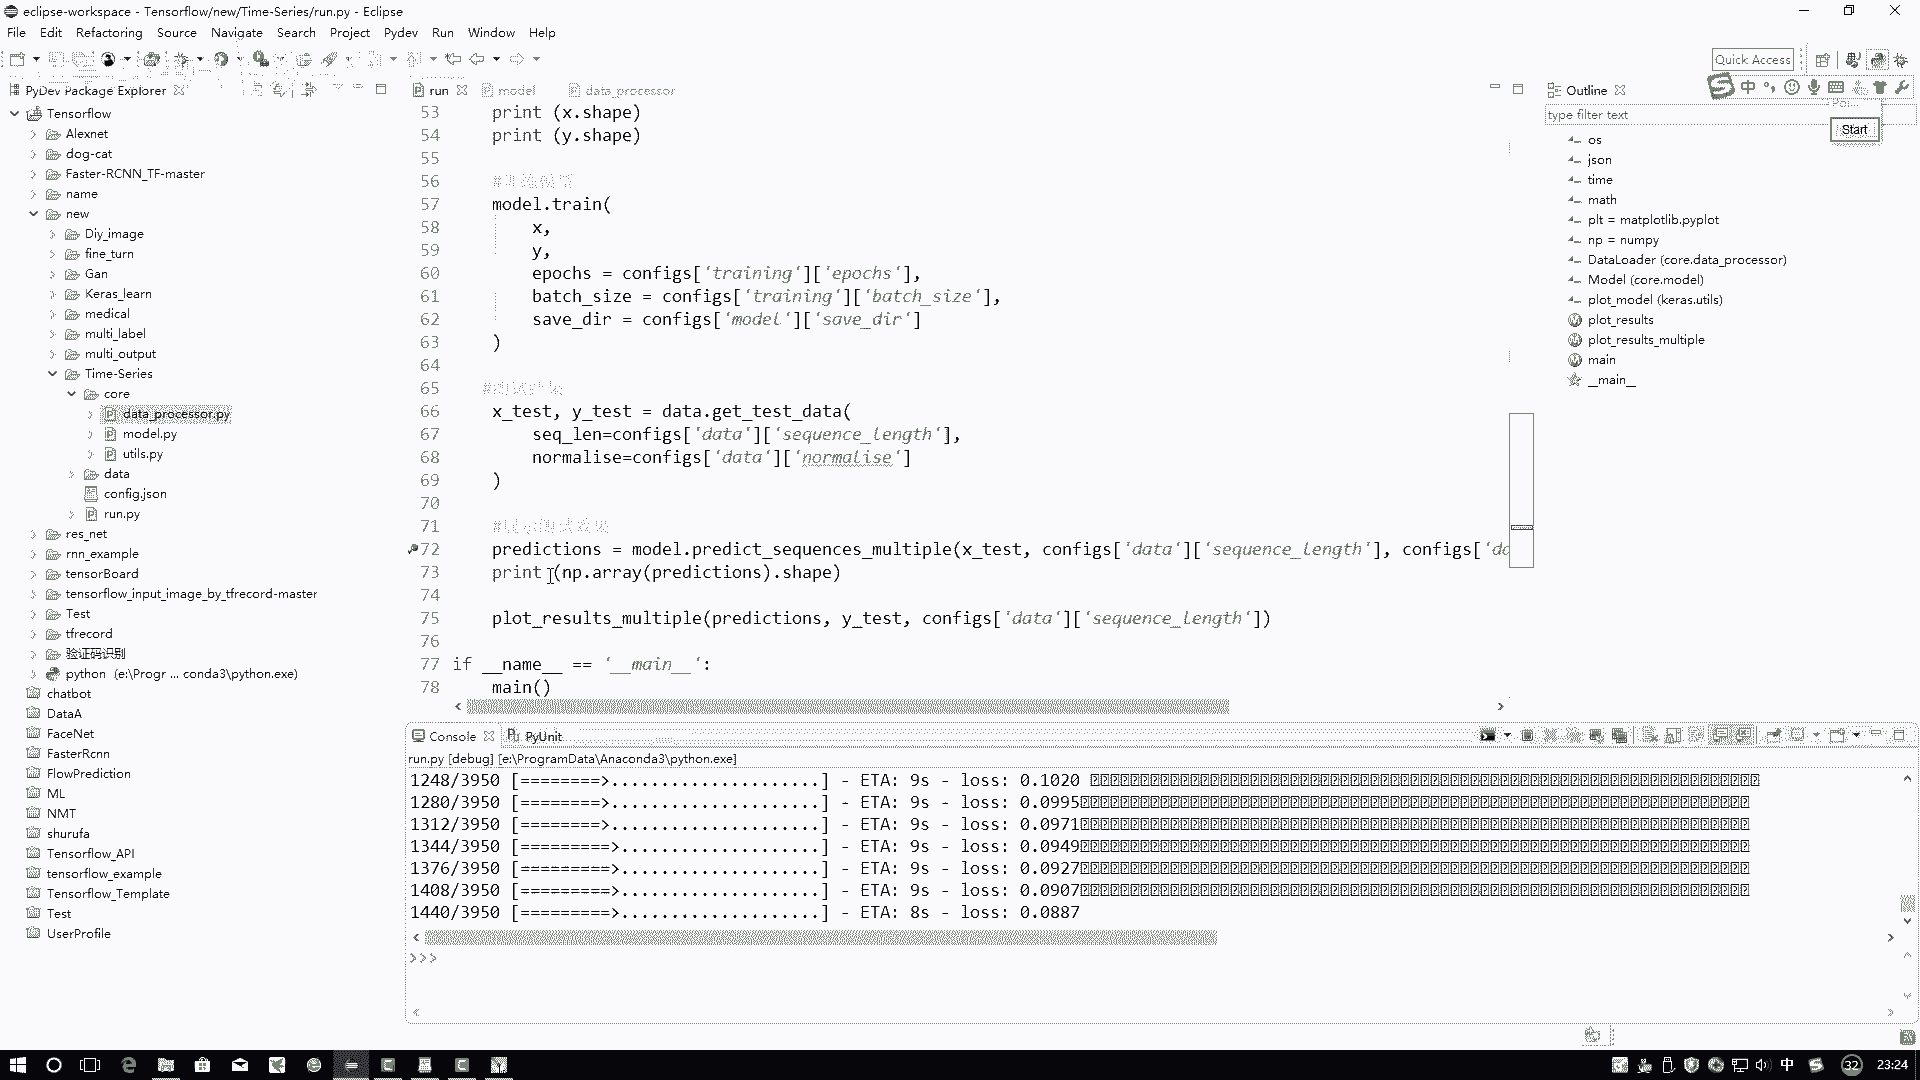 eclipse-workspace - Tensorflow/new/Time-Series/run.py - Eclipse
File Edit Refactoring Source Navigate Search Project Pydev Run Window Help
Quick Access
PyDev Package Explorer
Tensorflow
Alexnet
dog-cat
Faster-RCNN_TF-master
name
new
Diy_image
fine_turn
Gan
Keras_learn
medical
multi_label
multi_output
Time-Series
core
data_processor.py
model.py
utils.py
data
config.json
run.py
res_net
rnn_example
tensorBoard
tensorflow_input_image_by_tfrecord-master
Test
tfrecord
验证码识别
python (e:\Progr ... conda3\python.exe)
chatbot
DataA
FaceNet
FasterRcnn
FlowPrediction
ML
NMT
shurufa
Tensorflow_API
tensorflow_example
Tensorflow_Template
Test
UserProfile
run model data_processor
53 print (x.shape)
54 print (y.shape)
55
56
57 model.train(
58 x,
59 y,
60 epochs = configs['training']['epochs'],
61 batch_size = configs['training']['batch_size'],
62 save_dir = configs['model']['save_dir']
63 )
64
65
66 x_test, y_test = data.get_test_data(
67 seq_len=configs['data']['sequence_length'],
68 normalise=configs['data']['normalise']
69 )
70
71
72 predictions = model.predict_sequences_multiple(x_test, configs['data']['sequence_length'], configs['da
73 print (np.array(predictions).shape)
74
75 plot_results_multiple(predictions, y_test, configs['data']['sequence_length'])
76
77 if __name__ == '__main__':
78 main()
Outline
中
type filter text
Start
os
json
time
math
plt = matplotlib.pyplot
np = numpy
DataLoader (core.data_processor)
Model (core.model)
plot_model (keras.utils)
plot_results
plot_results_multiple
main
__main__
Console PyUnit
run.py [debug] [e:\ProgramData\Anaconda3\python.exe]
1248/3950 [========>.....................] - ETA: 9s - loss: 0.1020
1280/3950 [========>.....................] - ETA: 9s - loss: 0.0995
1312/3950 [========>.....................] - ETA: 9s - loss: 0.0971
1344/3950 [=========>....................] - ETA: 9s - loss: 0.0949
1376/3950 [=========>....................] - ETA: 9s - loss: 0.0927
1408/3950 [=========>....................] - ETA: 9s - loss: 0.0907
1440/3950 [=========>....................] - ETA: 8s - loss: 0.0887
>>>
中 32 23:24